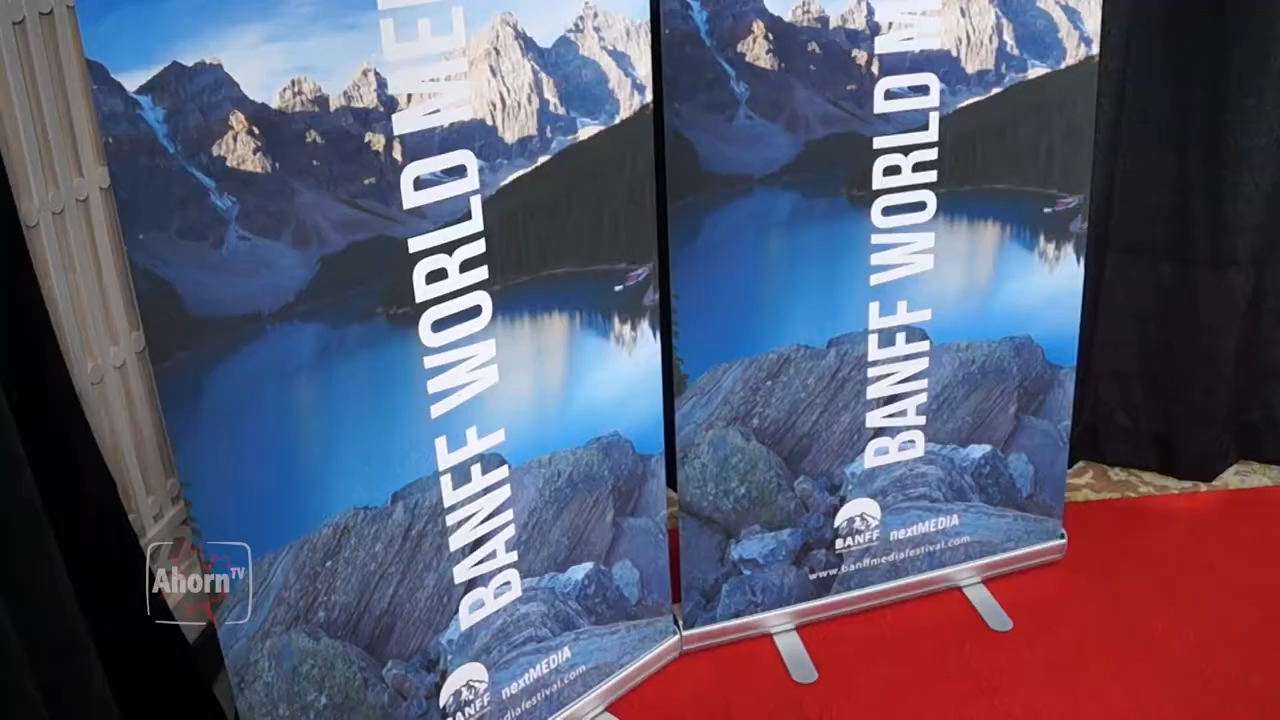 BANFF WORLD
BANFF
nextMEDIA
BANFF WORLD
BANFF
nextMEDIA
www.banffmediafestival.com
AhornTV